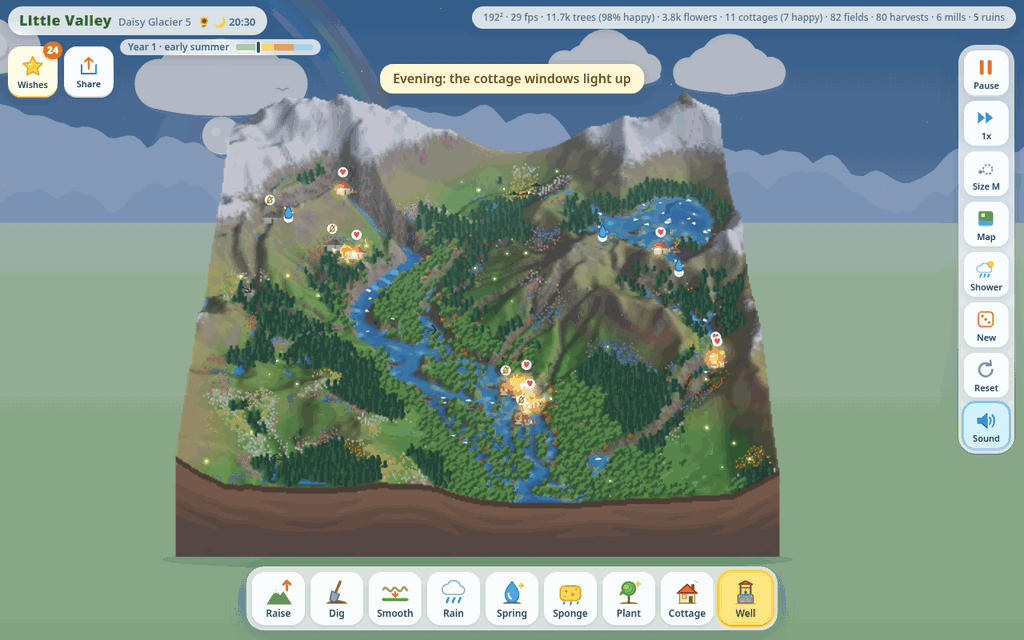 Little Valley Daisy Glacier 5 20:30
192² · 29 fps · 11.7k trees (98% happy) · 3.8k flowers · 11 cottages (7 happy) · 82 fields · 80 harvests · 6 mills · 5 ruins
Year 1 · early summer
24
Wishes
Share
Evening: the cottage windows light up
Pause
1x
Size M
Map
Shower
New
Reset
Sound
Raise
Dig
Smooth
Rain
Spring
Sponge
Plant
Cottage
Well